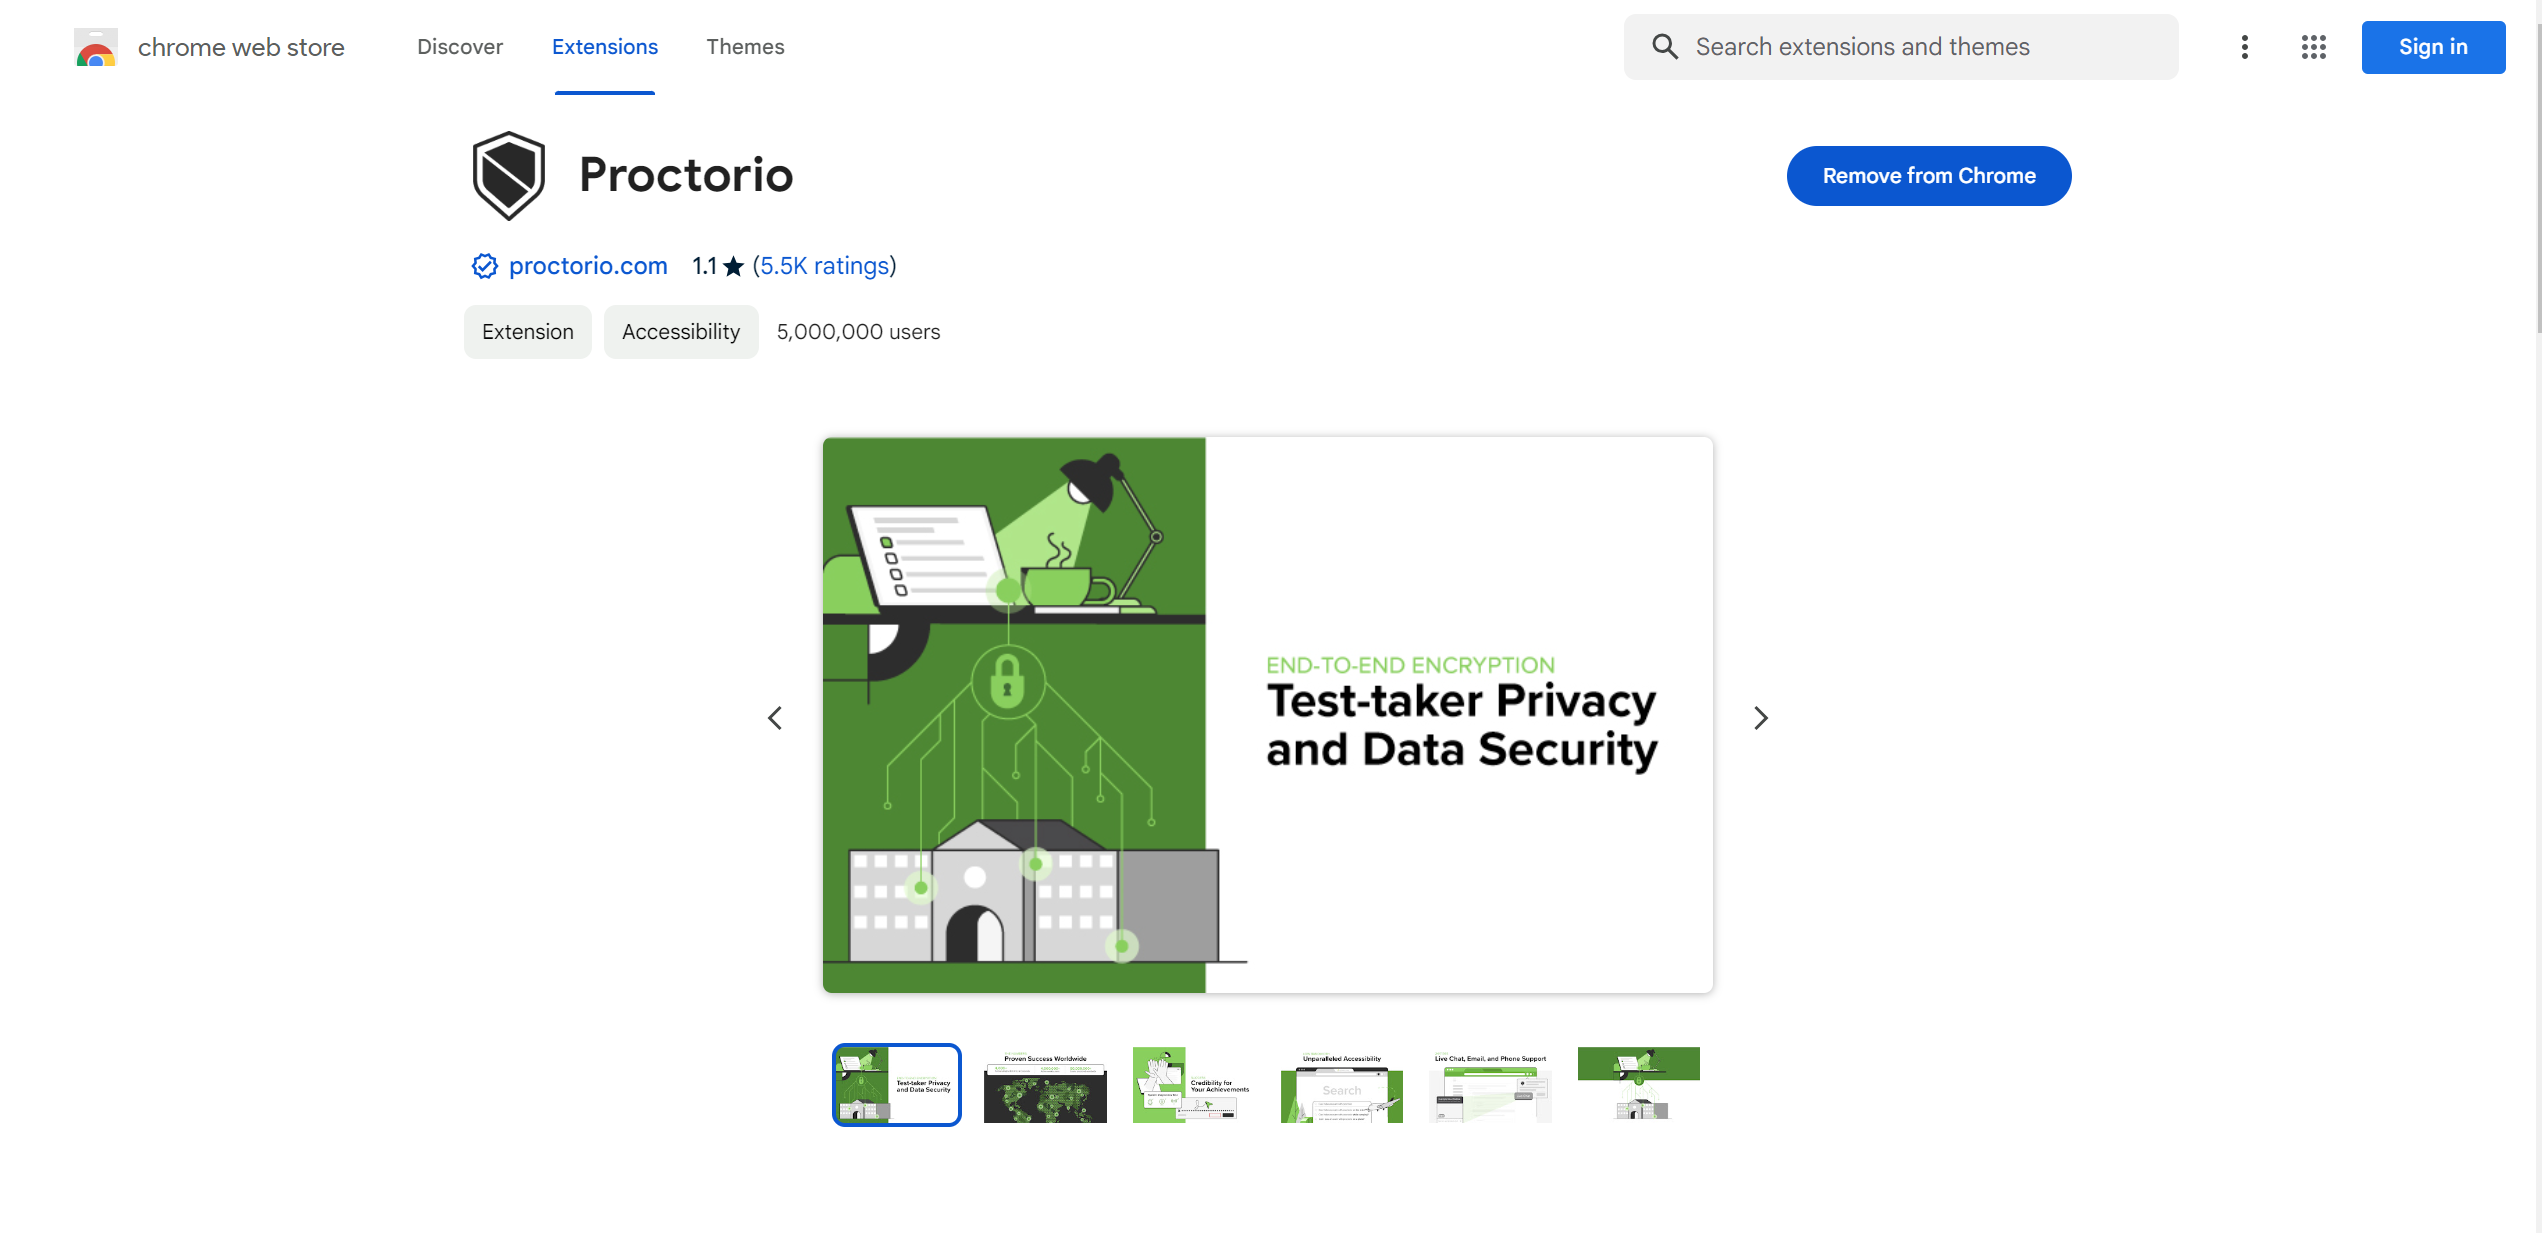 chrome web store
Discover
Extensions
Themes
Search extensions and themes
Sign in
Proctorio
Remove from Chrome
proctorio.com
1.1★ (5.5K ratings)
Extension
Accessibility
5,000,000 users
END-TO-END ENCRYPTION
Test-taker Privacy
and Data Security
Test-taker Privacy
and Data Security
Proven Success Worldwide
Credibility for
Your Achievements
Unparalleled Accessibility
Search
Live Chat, Email, and Phone Support